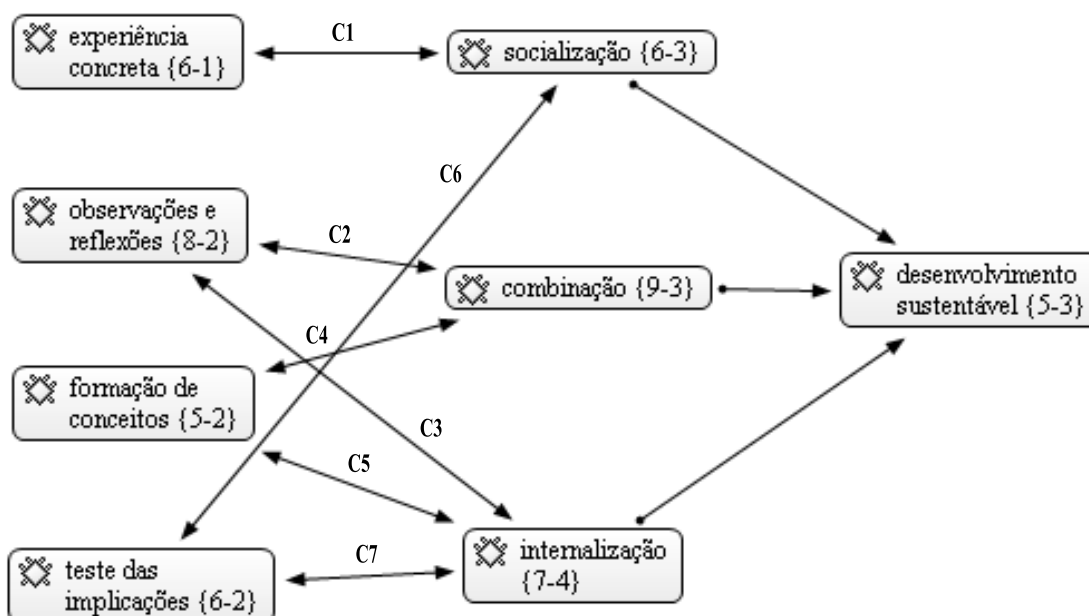 experiência
concreta {6-1}
C1
socialização {6-3}
C6
observações e
reflexões {8-2}
C2
combinação {9-3}
desenvolvimento
sustentável {5-3}
C4
formação de
conceitos {5-2}
C3
C5
teste das
implicações {6-2}
C7
internalização
{7-4}